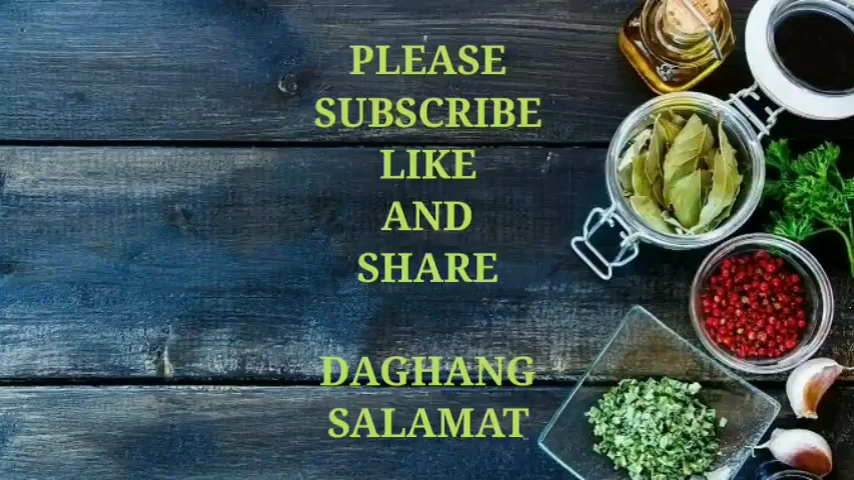 PLEASE
SUBSCRIBE
LIKE
AND
SHARE
DAGHANG
SALAMAT